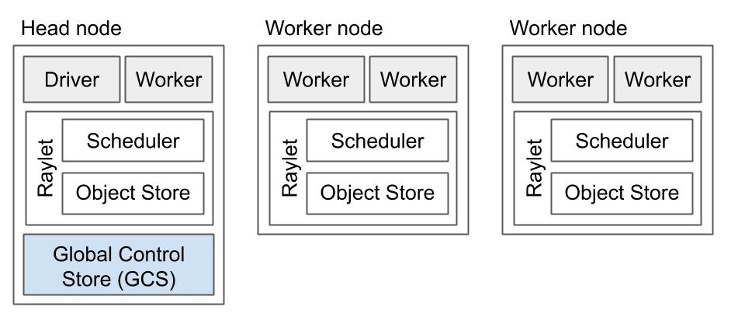 Head node
Driver
Worker
Raylet
Scheduler
Object Store
Global Control
Store (GCS)
Worker node
Worker
Worker
Raylet
Scheduler
Object Store
Worker node
Worker
Worker
Raylet
Scheduler
Object Store